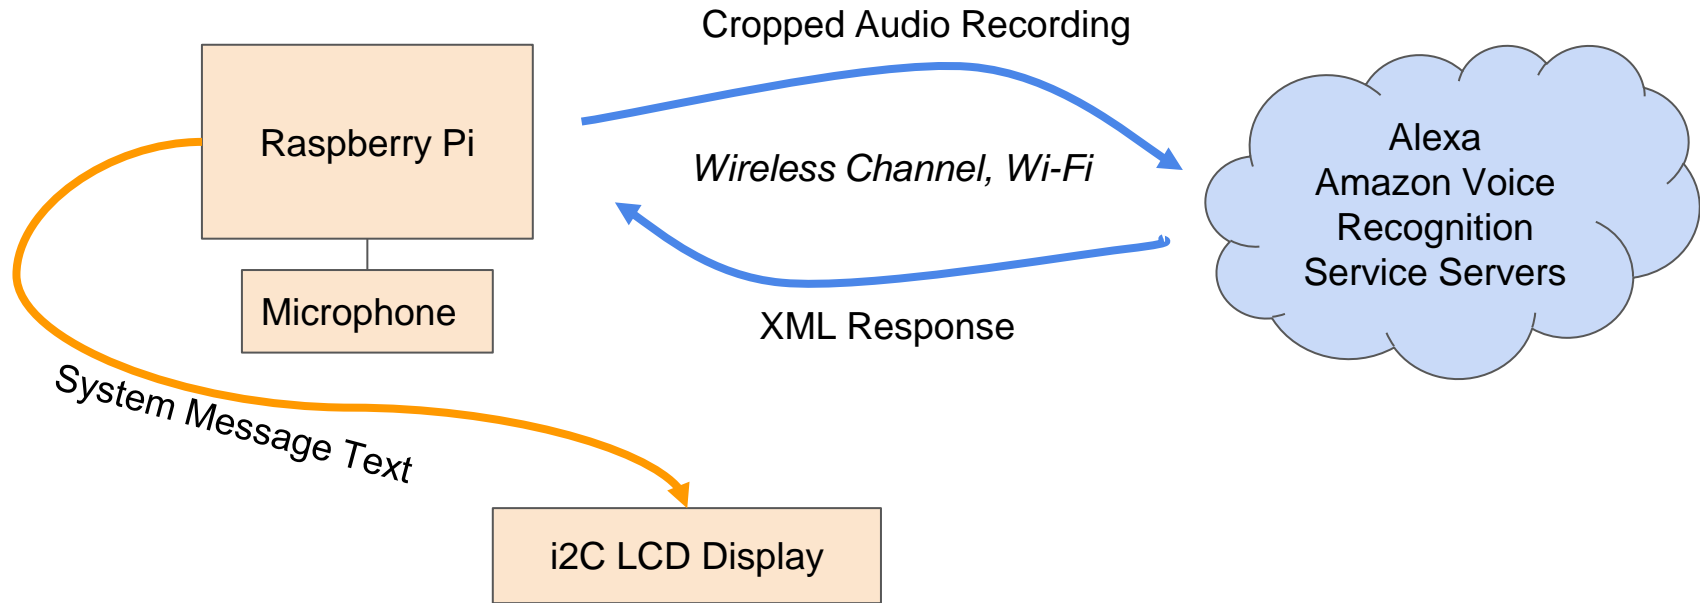 Cropped Audio Recording
Raspberry Pi
Wireless Channel, Wi-Fi
Alexa
Amazon Voice
Recognition
Service Servers
Microphone
XML Response
System Message Text
i2C LCD Display